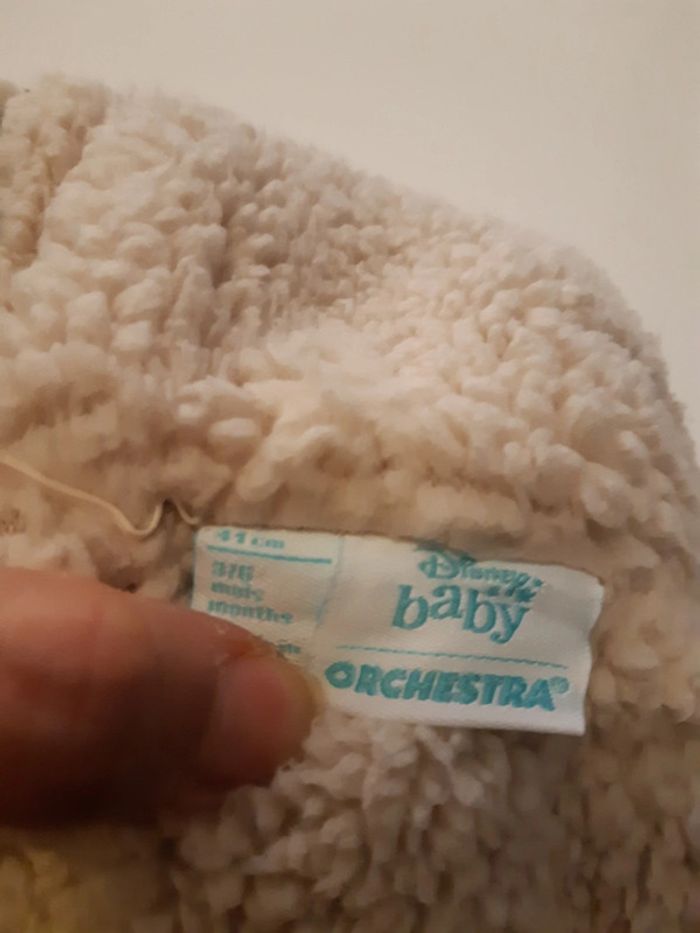 41 cm
3/6
mois
months
Disney
baby
ORCHESTRA®